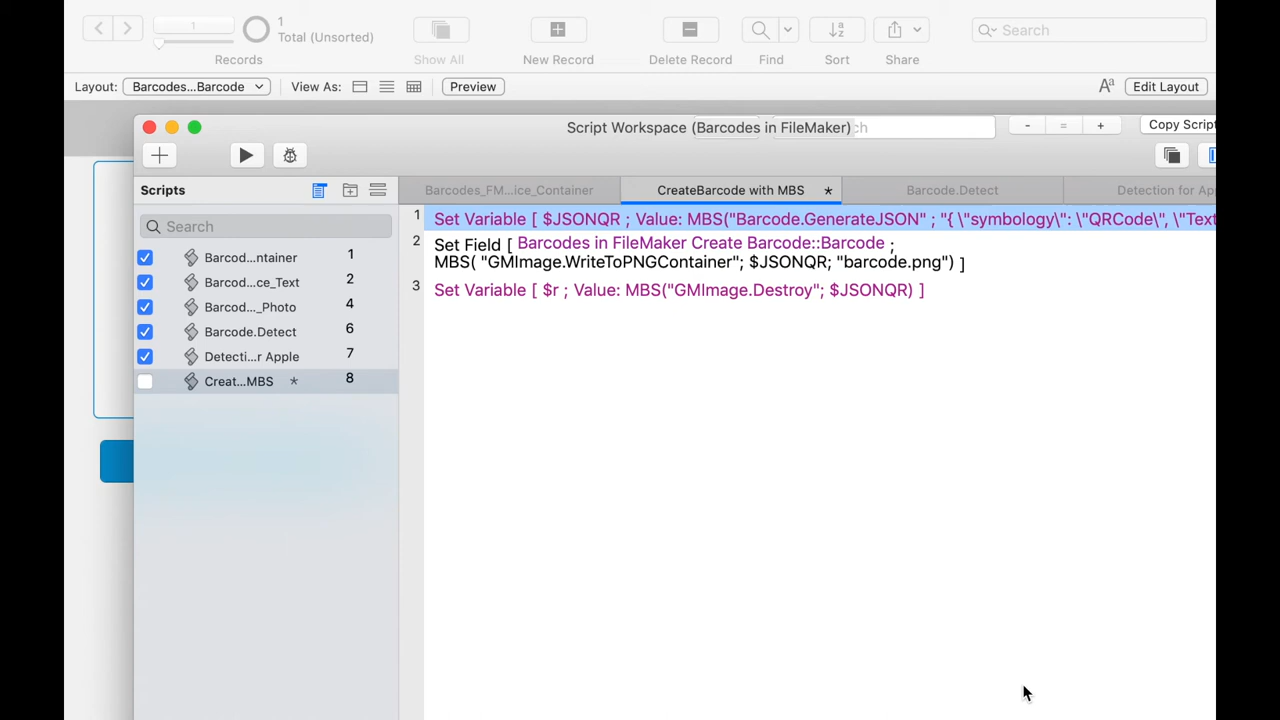 1
1
Total (Unsorted)
Search
Records
Show All
New Record
Delete Record
Find
Sort
Share
Layout:
Barcodes...Barcode
View As:
Preview
Aª
Edit Layout
Script Workspace (Barcodes in FileMaker)
-
=
+
Copy Script
Scripts
Barcodes_FM...ice_Container
CreateBarcode with MBS *
Barcode.Detect
Detection for Ap
Search
Barcod...ntainer 1
Barcod...ce_Text 2
Barcod..._Photo 4
Barcode.Detect 6
Detecti...r Apple 7
Creat...MBS * 8
1 Set Variable [ $JSONQR ; Value: MBS("Barcode.GenerateJSON" ; "{ \"symbology\": \"QRCode\", \"Text
2 Set Field [ Barcodes in FileMaker Create Barcode::Barcode ;
MBS( "GMImage.WriteToPNGContainer"; $JSONQR; "barcode.png") ]
3 Set Variable [ $r ; Value: MBS("GMImage.Destroy"; $JSONQR) ]